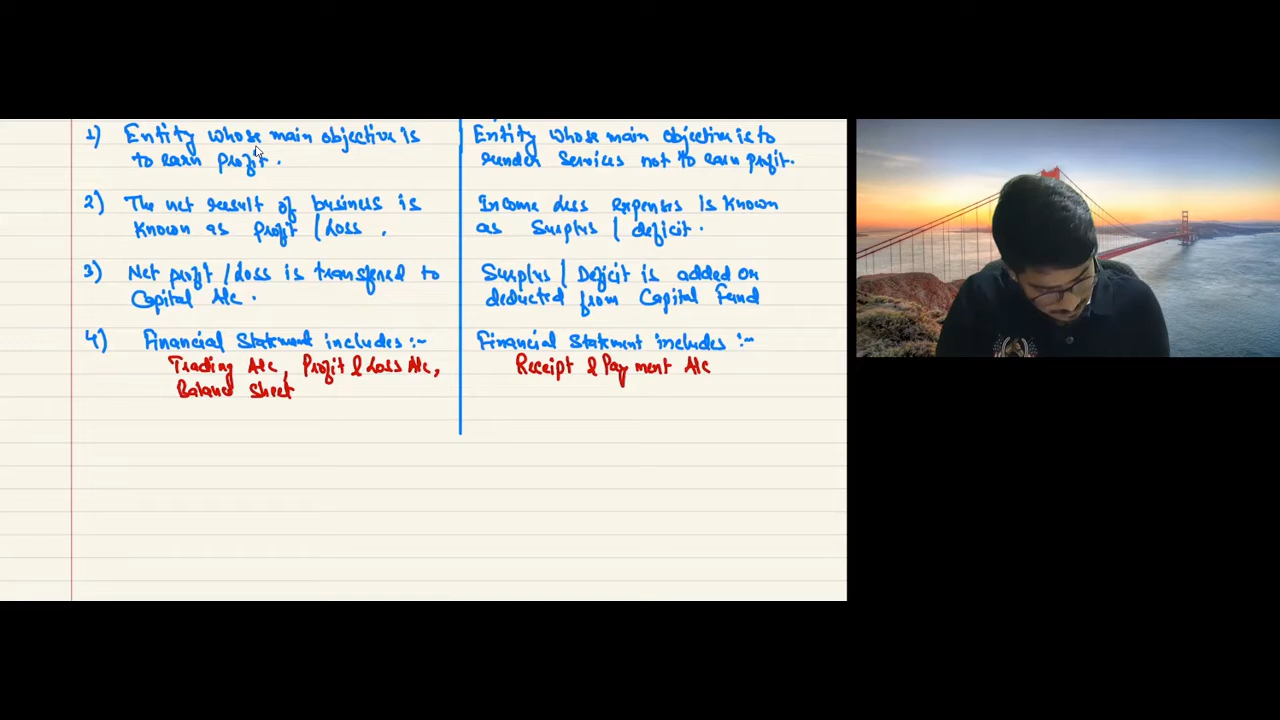 1) Entity whose main objective is
to earn profit.
Entity whose main objective is to
render services not to earn profit.
2) The net result of business is
known as profit / Loss.
Income less Expenses is known
as Surplus / deficit.
3) Net profit / Loss is transfered to
Capital A/c.
Surplus / Deficit is added or
deducted from Capital Fund
4) Financial Statement includes :-
Trading A/c, Profit & Loss A/c,
Balance Sheet
Financial Statement includes :-
Receipt & Payment A/c